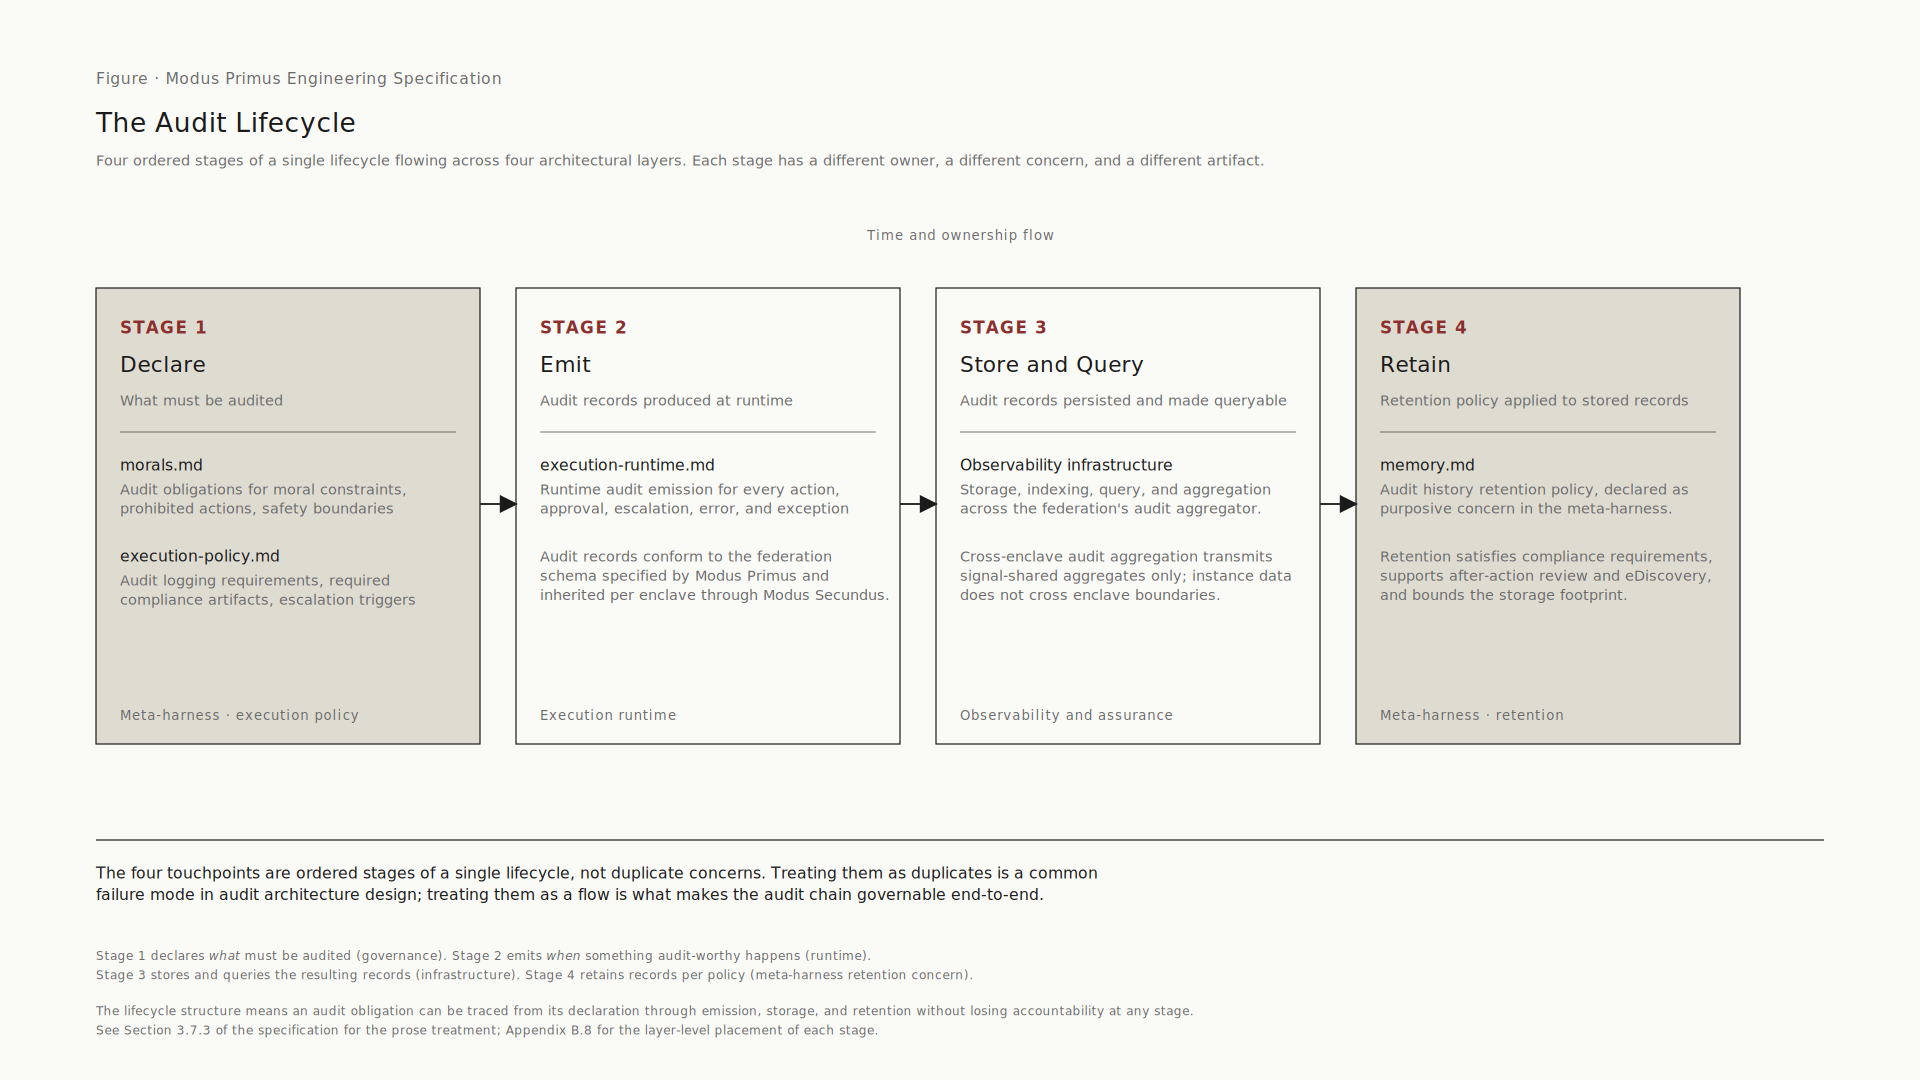 Figure · Modus Primus Engineering Specification
The Audit Lifecycle
Four ordered stages of a single lifecycle flowing across four architectural layers. Each stage has a different owner, a different concern, and a different artifact.
Time and ownership flow
STAGE 1
Declare
What must be audited
morals.md
Audit obligations for moral constraints,
prohibited actions, safety boundaries
execution-policy.md
Audit logging requirements, required
compliance artifacts, escalation triggers
Meta-harness · execution policy
STAGE 2
Emit
Audit records produced at runtime
execution-runtime.md
Runtime audit emission for every action,
approval, escalation, error, and exception
Audit records conform to the federation
schema specified by Modus Primus and
inherited per enclave through Modus Secundus.
Execution runtime
STAGE 3
Store and Query
Audit records persisted and made queryable
Observability infrastructure
Storage, indexing, query, and aggregation
across the federation's audit aggregator.
Cross-enclave audit aggregation transmits
signal-shared aggregates only; instance data
does not cross enclave boundaries.
Observability and assurance
STAGE 4
Retain
Retention policy applied to stored records
memory.md
Audit history retention policy, declared as
purposive concern in the meta-harness.
Retention satisfies compliance requirements,
supports after-action review and eDiscovery,
and bounds the storage footprint.
Meta-harness · retention
The four touchpoints are ordered stages of a single lifecycle, not duplicate concerns. Treating them as duplicates is a common
failure mode in audit architecture design; treating them as a flow is what makes the audit chain governable end-to-end.
Stage 1 declares what must be audited (governance). Stage 2 emits when something audit-worthy happens (runtime).
Stage 3 stores and queries the resulting records (infrastructure). Stage 4 retains records per policy (meta-harness retention concern).
The lifecycle structure means an audit obligation can be traced from its declaration through emission, storage, and retention without losing accountability at any stage.
See Section 3.7.3 of the specification for the prose treatment; Appendix B.8 for the layer-level placement of each stage.